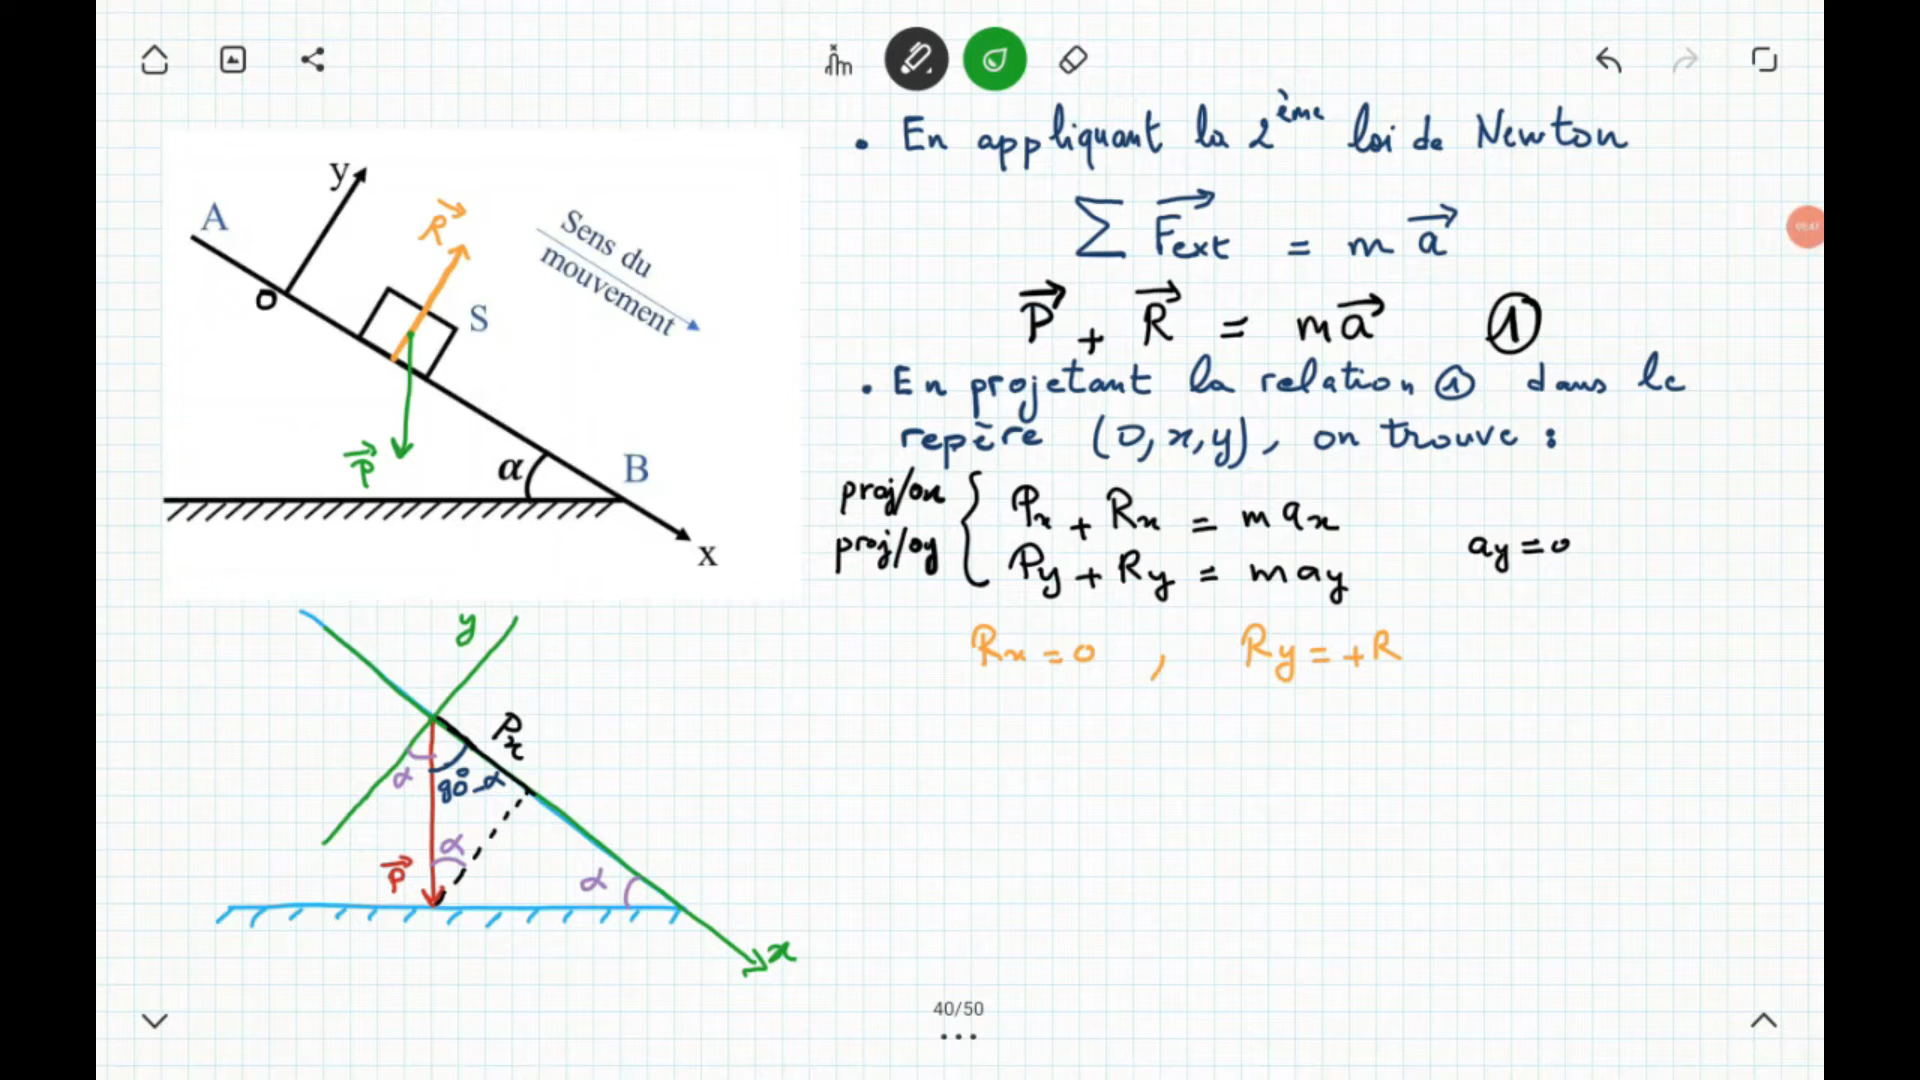 • En appliquant la 2ème loi de Newton
∑ F⃗ext = m a⃗
P⃗ + R⃗ = m a⃗ ①
• En projetant la relation ① dans le
repère (O, x, y), on trouve :
proj/ox { Px + Rx = m ax
proj/oy { Py + Ry = m ay ay = 0
Rx = 0 , Ry = +R
y
A
R⃗
Sens du
mouvement
O
S
P⃗
α
B
x
y
Px
α
90°-α
α
P⃗
α
x
40/50